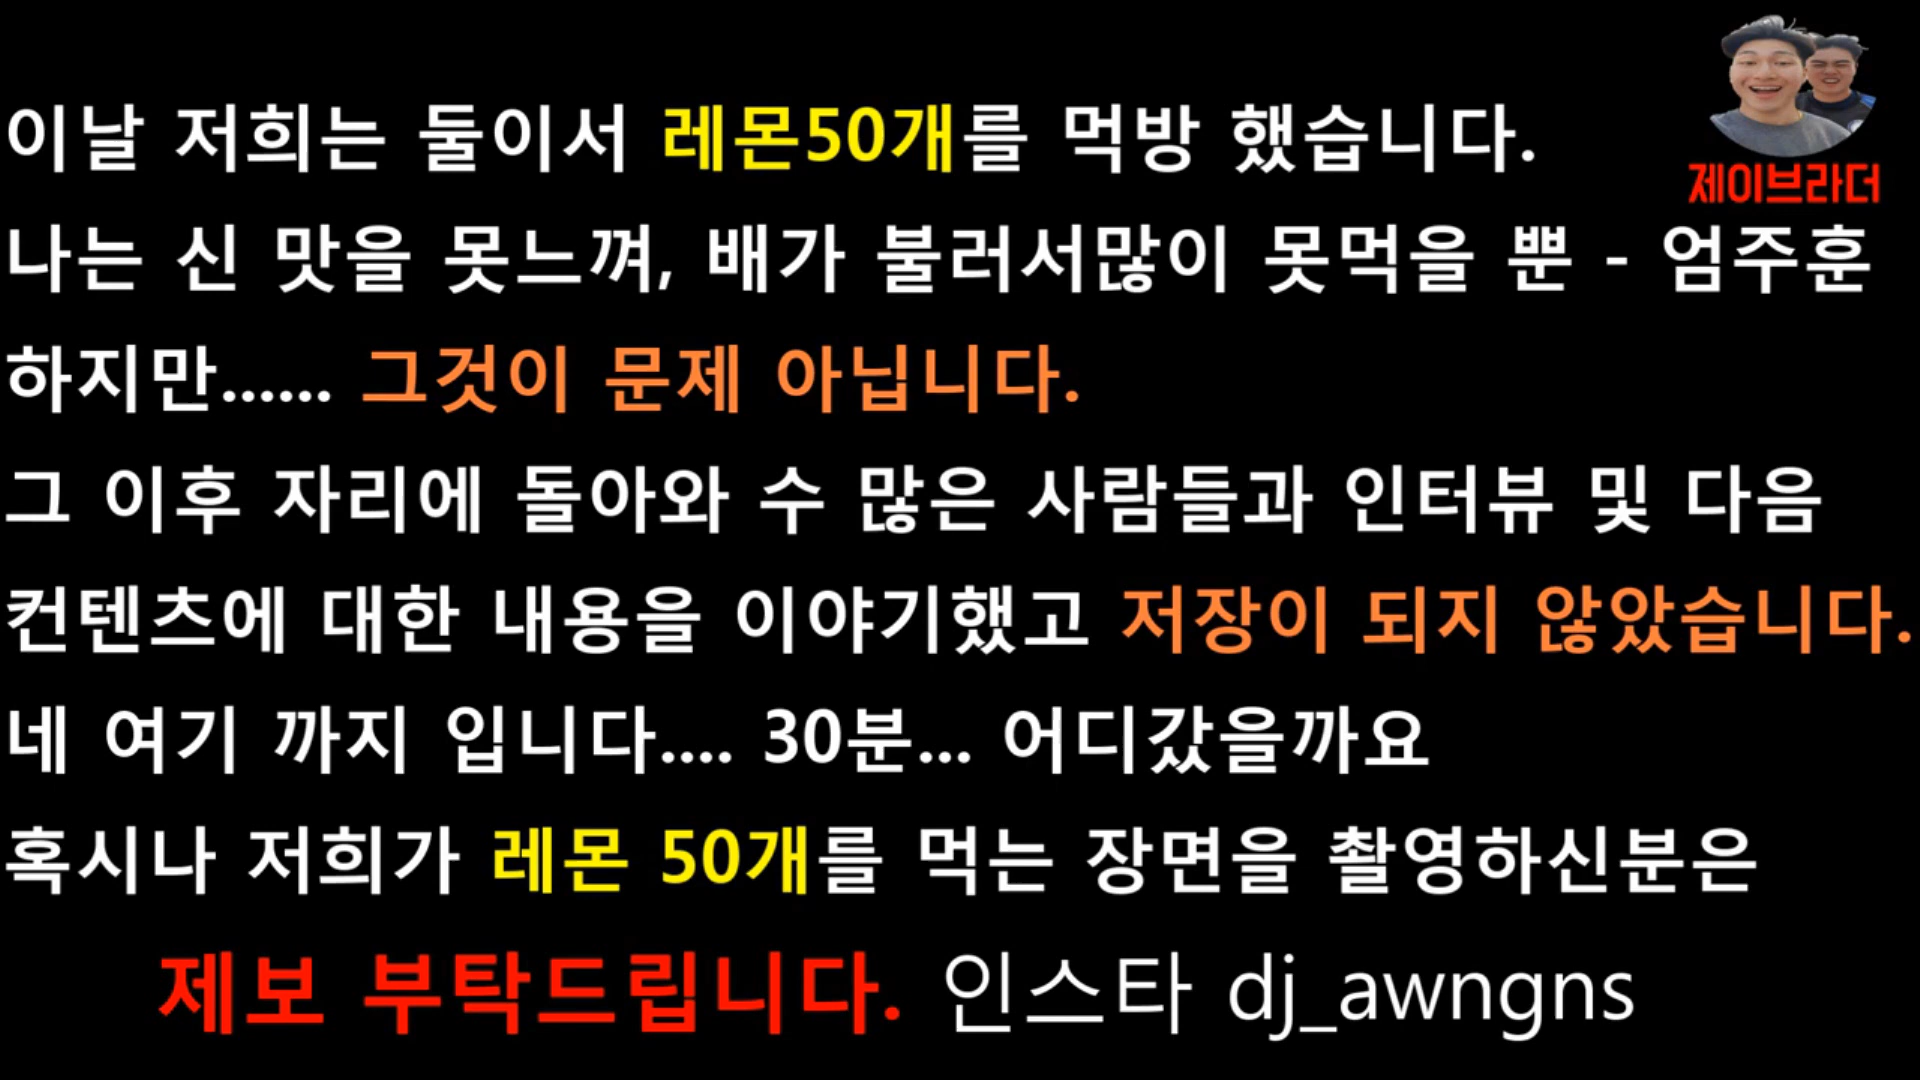 제이브라더
이날 저희는 둘이서 레몬50개를 먹방 했습니다.
나는 신 맛을 못느껴, 배가 불러서많이 못먹을 뿐 - 엄주훈
하지만...... 그것이 문제 아닙니다.
그 이후 자리에 돌아와 수 많은 사람들과 인터뷰 및 다음
컨텐츠에 대한 내용을 이야기했고 저장이 되지 않았습니다.
네 여기 까지 입니다.... 30분... 어디갔을까요
혹시나 저희가 레몬 50개를 먹는 장면을 촬영하신분은
제보 부탁드립니다. 인스타 dj_awngns